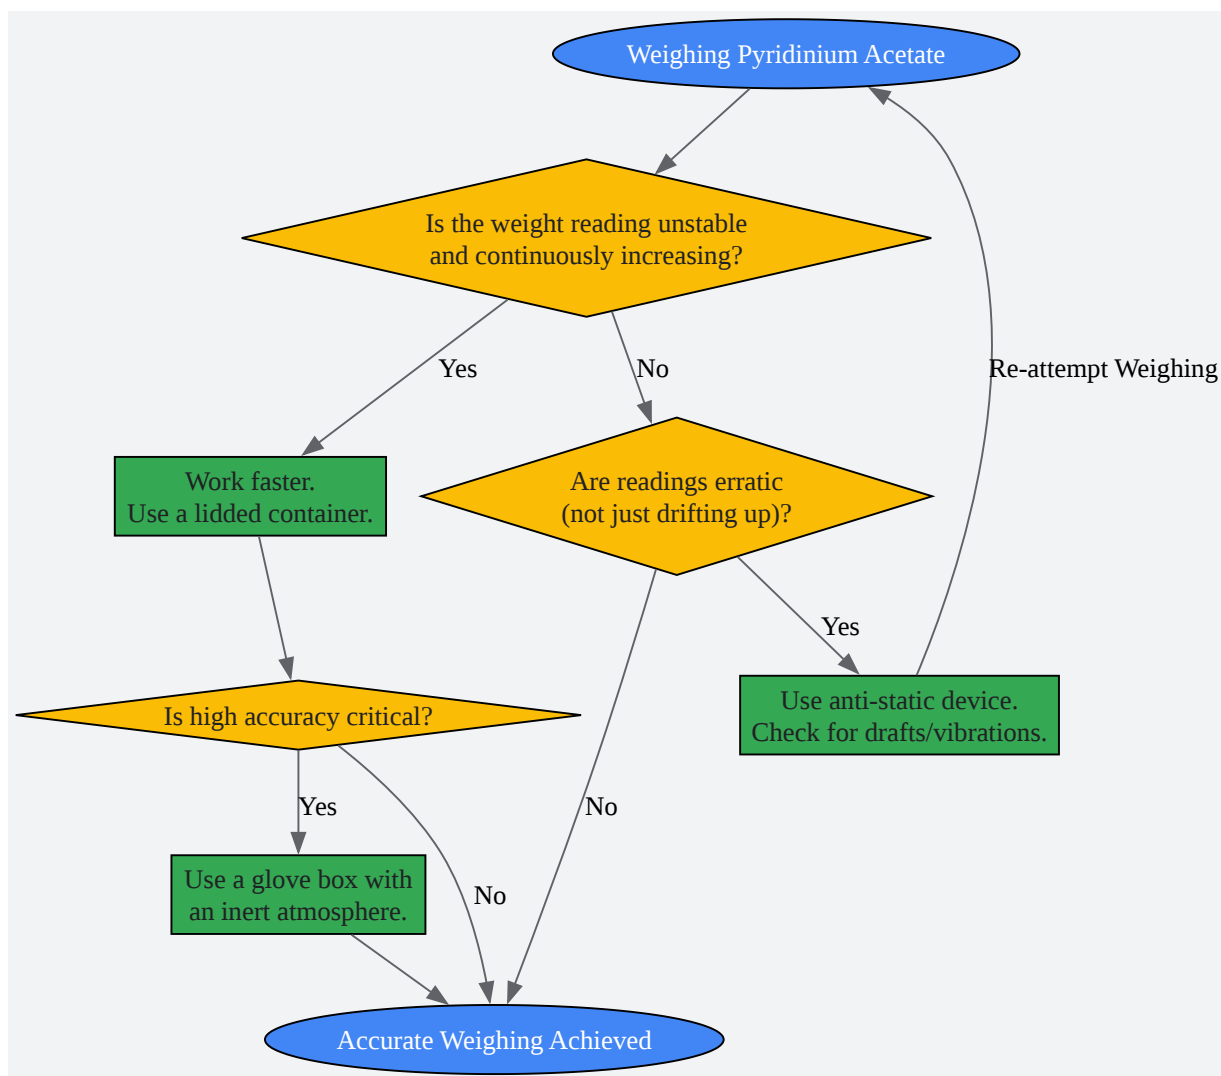 Weighing Pyridinium Acetate
Is the weight reading unstable
and continuously increasing?
Yes
No
Re-attempt Weighing
Work faster.
Use a lidded container.
Are readings erratic
(not just drifting up)?
Yes
Is high accuracy critical?
Use anti-static device.
Check for drafts/vibrations.
Yes
No
Use a glove box with
an inert atmosphere.
No
Accurate Weighing Achieved